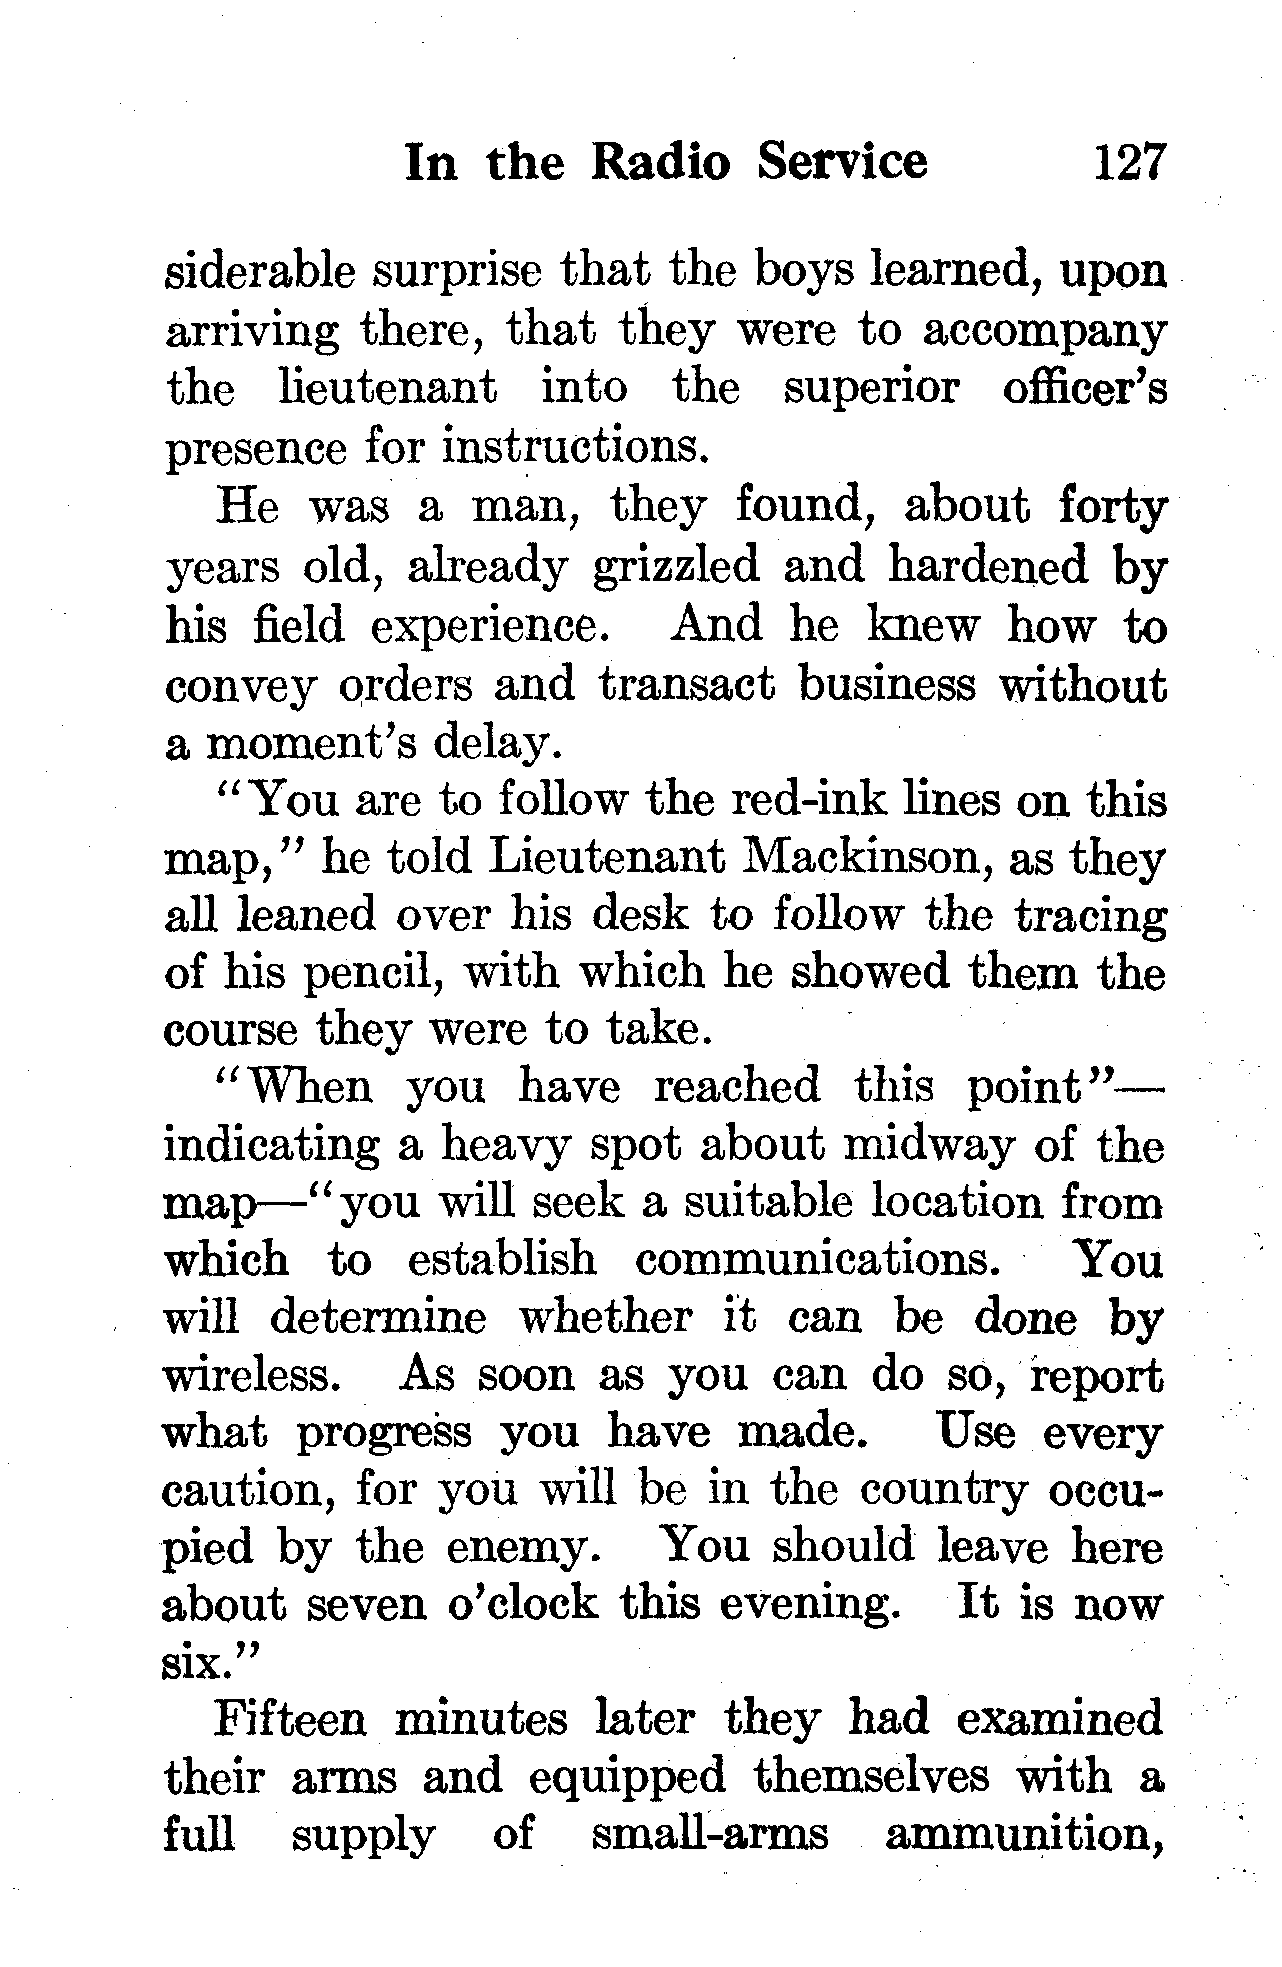 In the Radio Service 127
siderable surprise that the boys learned, upon
arriving there, that they were to accompany
the lieutenant into the superior officer's
presence for instructions.
He was a man, they found, about forty
years old, already grizzled and hardened by
his field experience. And he knew how to
convey orders and transact business without
a moment's delay.
"You are to follow the red-ink lines on this
map," he told Lieutenant Mackinson, as they
all leaned over his desk to follow the tracing
of his pencil, with which he showed them the
course they were to take.
"When you have reached this point"—
indicating a heavy spot about midway of the
map—"you will seek a suitable location from
which to establish communications. You
will determine whether it can be done by
wireless. As soon as you can do so, report
what progress you have made. Use every
caution, for you will be in the country occu-
pied by the enemy. You should leave here
about seven o'clock this evening. It is now
six."
Fifteen minutes later they had examined
their arms and equipped themselves with a
full supply of small-arms ammunition,